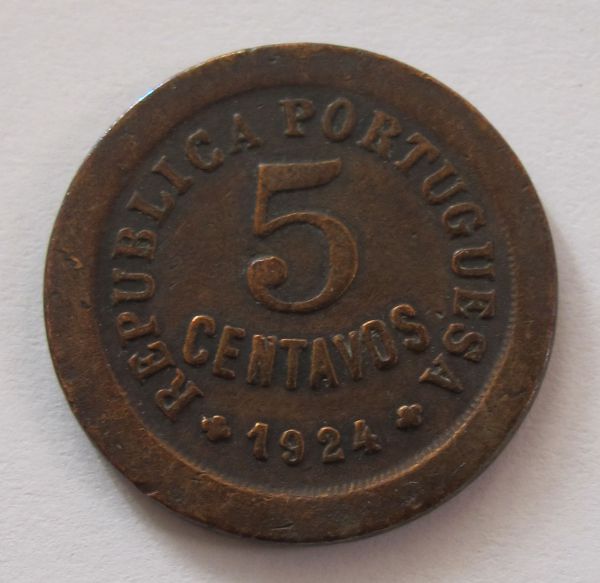 REPUBLICA PORTUGUESA
5
CENTAVOS
1924